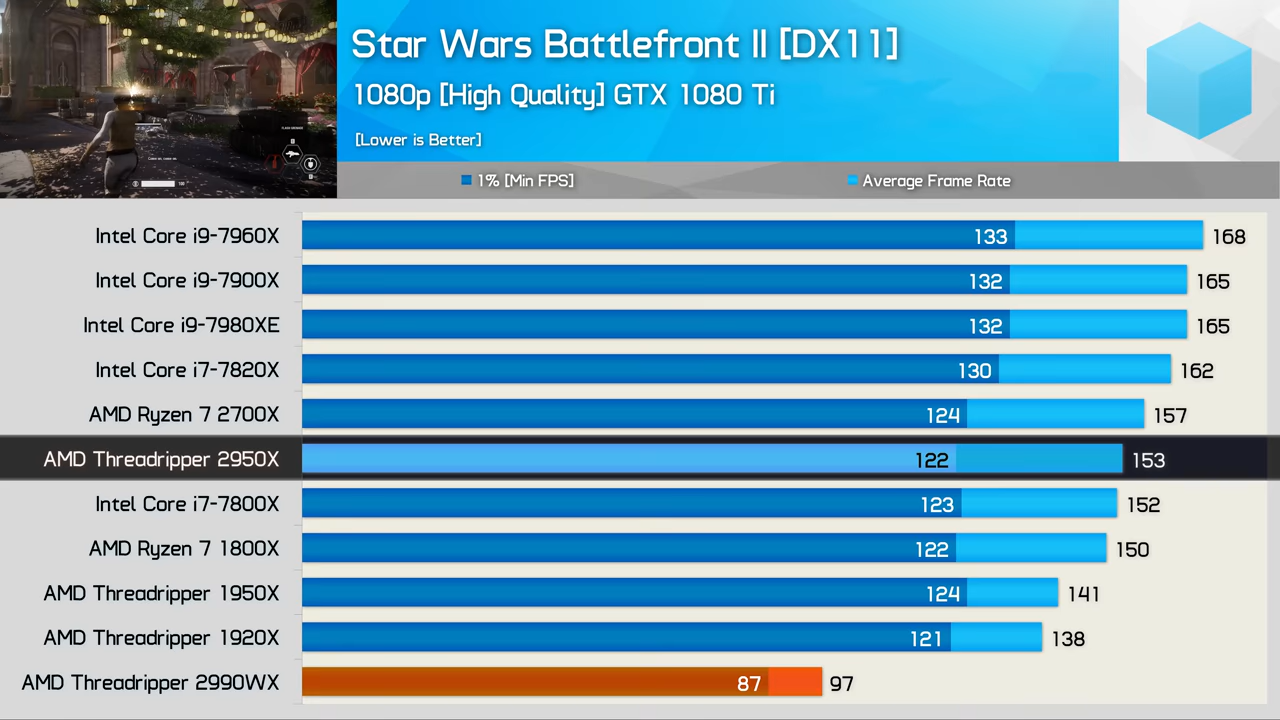 Star Wars Battlefront II [DX11]
1080p [High Quality] GTX 1080 Ti
[Lower is Better]
1% [Min FPS] Average Frame Rate
Intel Core i9-7960X 133 168
Intel Core i9-7900X 132 165
Intel Core i9-7980XE 132 165
Intel Core i7-7820X 130 162
AMD Ryzen 7 2700X 124 157
AMD Threadripper 2950X 122 153
Intel Core i7-7800X 123 152
AMD Ryzen 7 1800X 122 150
AMD Threadripper 1950X 124 141
AMD Threadripper 1920X 121 138
AMD Threadripper 2990WX 87 97